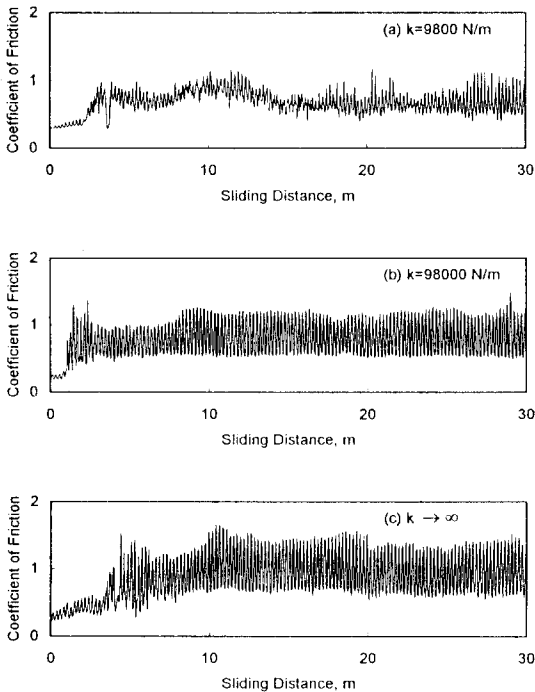 2
(a) k=9800 N/m
Coefficient of Friction
1
0
0 10 20 30
Sliding Distance, m
2
(b) k=98000 N/m
Coefficient of Friction
1
0
0 10 20 30
Sliding Distance, m
2
(c) k → ∞
Coefficient of Friction
1
0
0 10 20 30
Sliding Distance, m